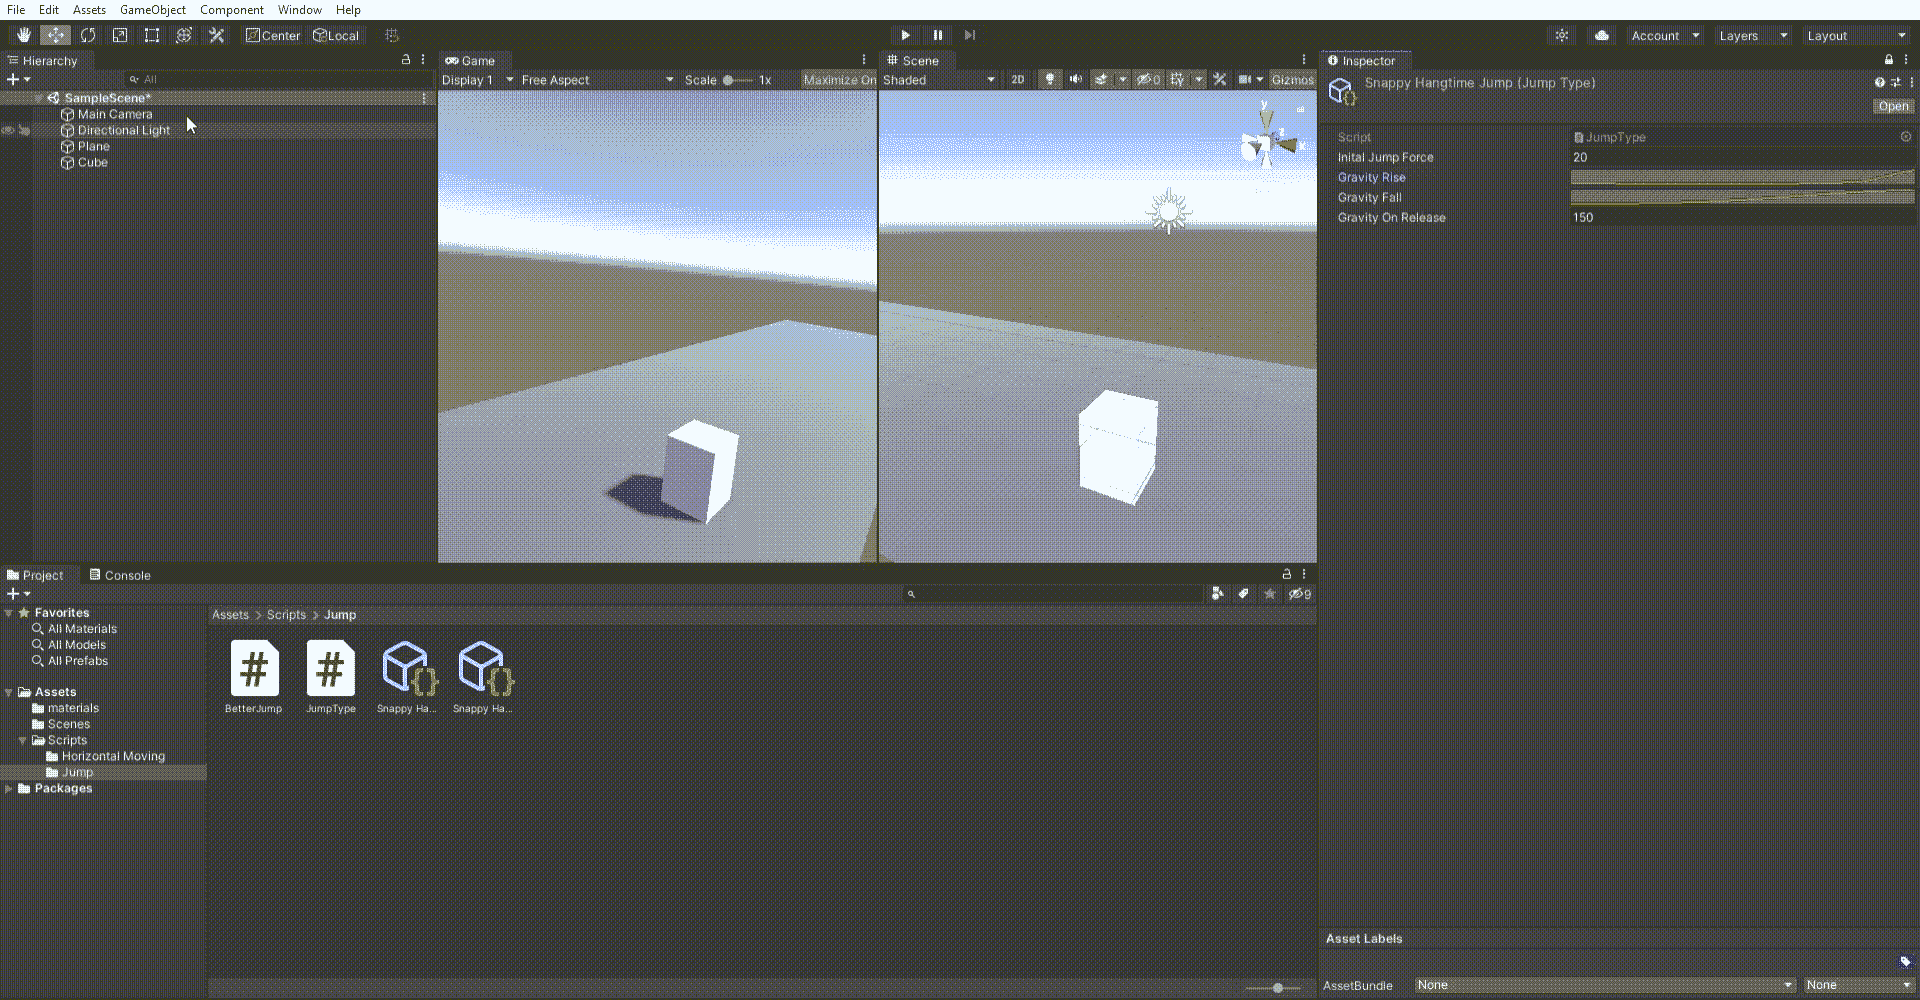 File Edit Assets GameObject Component Window Help
Center Local Account Layers Layout
Hierarchy
All
SampleScene*
Main Camera
Directional Light
Plane
Cube
Game
Display 1 Free Aspect Scale 1x Maximize On
Scene
Shaded 2D 0 Gizmos
y
z
x
Inspector
Snappy Hangtime Jump (Jump Type)
Open
Script JumpType
Inital Jump Force 20
Gravity Rise
Gravity Fall
Gravity On Release 150
Project Console
9
Favorites
All Materials
All Models
All Prefabs
Assets
materials
Scenes
Scripts
Horizontal Moving
Jump
Packages
Assets > Scripts > Jump
BetterJump JumpType Snappy Ha... Snappy Ha...
Asset Labels
AssetBundle None None